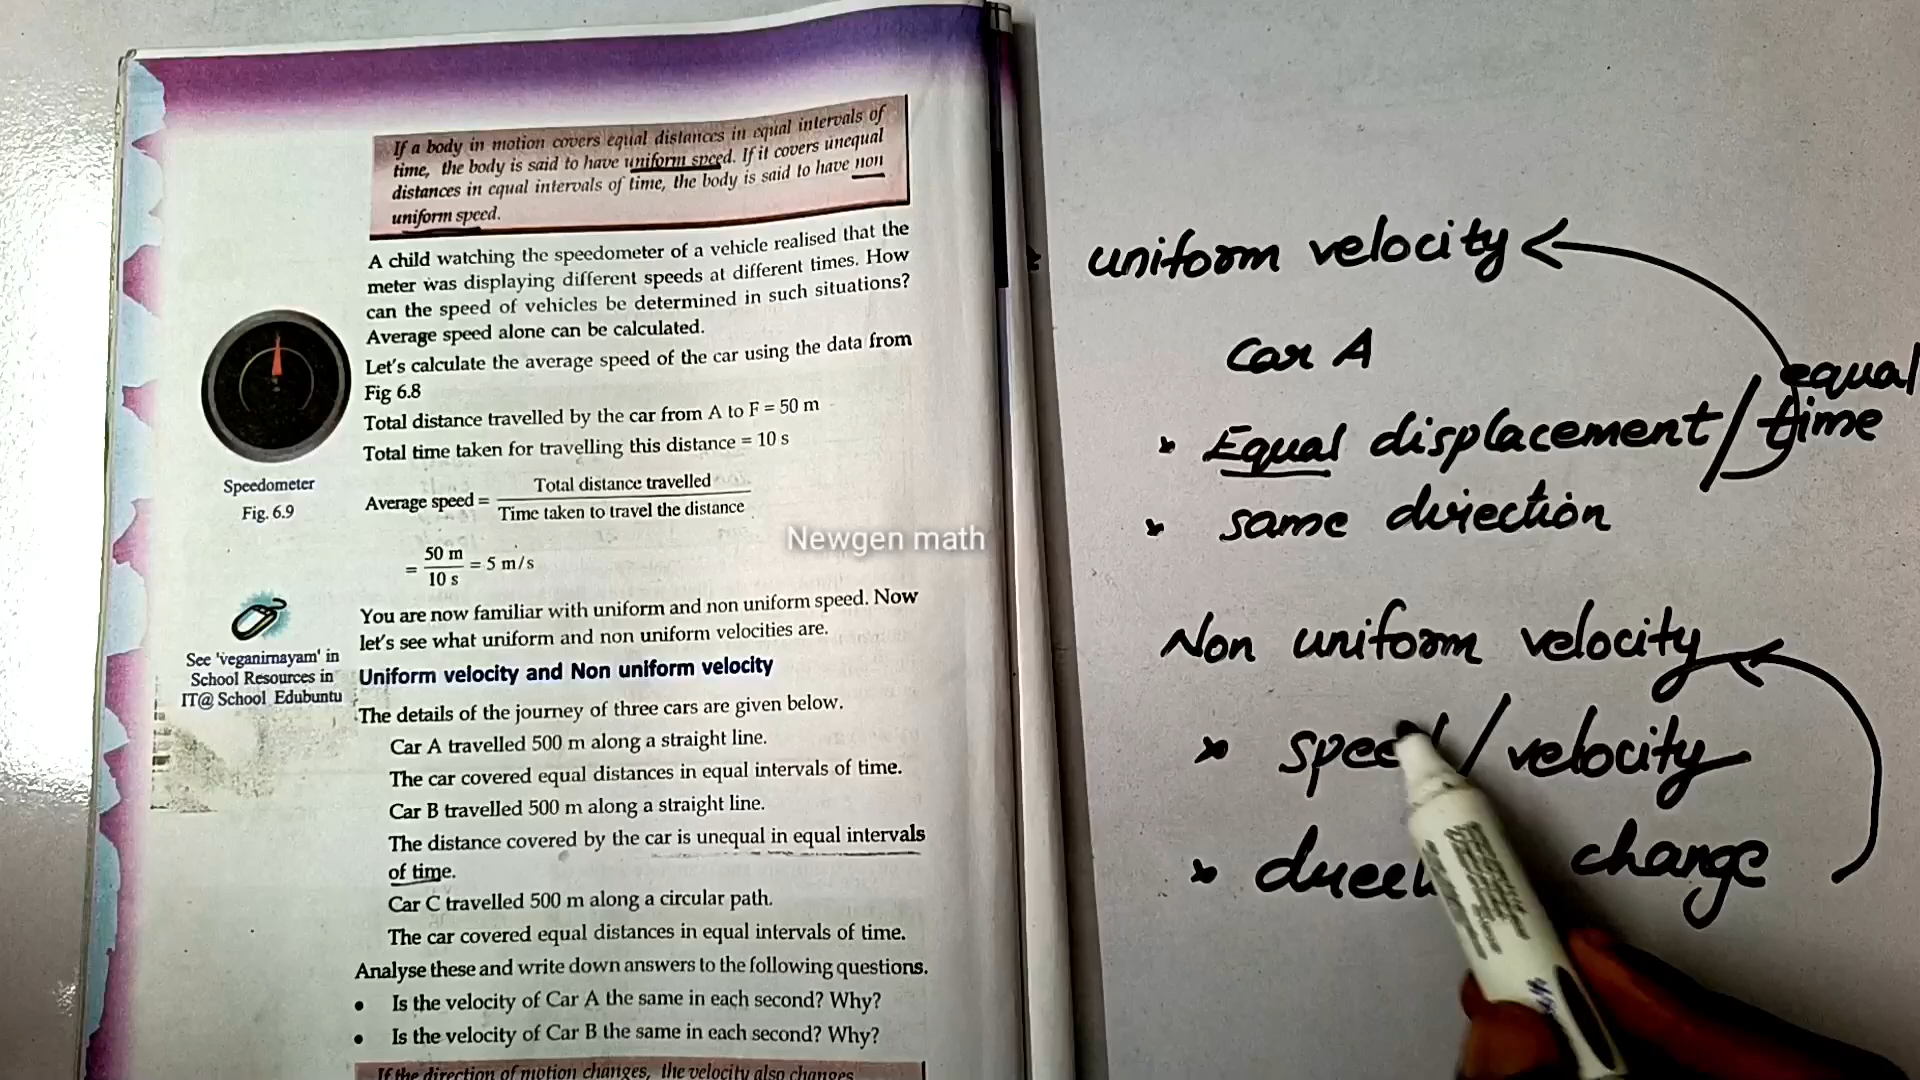 If a body in motion covers equal distances in equal intervals of
time, the body is said to have uniform speed. If it covers unequal
distances in equal intervals of time, the body is said to have non
uniform speed.
A child watching the speedometer of a vehicle realised that the
meter was displaying different speeds at different times. How
can the speed of vehicles be determined in such situations?
Average speed alone can be calculated.
Let's calculate the average speed of the car using the data from
Fig 6.8
Total distance travelled by the car from A to F = 50 m
Total time taken for travelling this distance = 10 s
Speedometer
Fig. 6.9
Average speed = Total distance travelled
Time taken to travel the distance
= 50 m
10 s = 5 m/s
You are now familiar with uniform and non uniform speed. Now
let's see what uniform and non uniform velocities are.
See 'veganirnayam' in
School Resources in
IT@ School Edubuntu
Uniform velocity and Non uniform velocity
The details of the journey of three cars are given below.
Car A travelled 500 m along a straight line.
The car covered equal distances in equal intervals of time.
Car B travelled 500 m along a straight line.
The distance covered by the car is unequal in equal intervals
of time.
Car C travelled 500 m along a circular path.
The car covered equal distances in equal intervals of time.
Analyse these and write down answers to the following questions.
• Is the velocity of Car A the same in each second? Why?
• Is the velocity of Car B the same in each second? Why?
If the direction of motion changes, the velocity also changes
Newgen math
uniform velocity
Car A
equal
Equal displacement / time
same direction
Non uniform velocity
speed / velocity
change